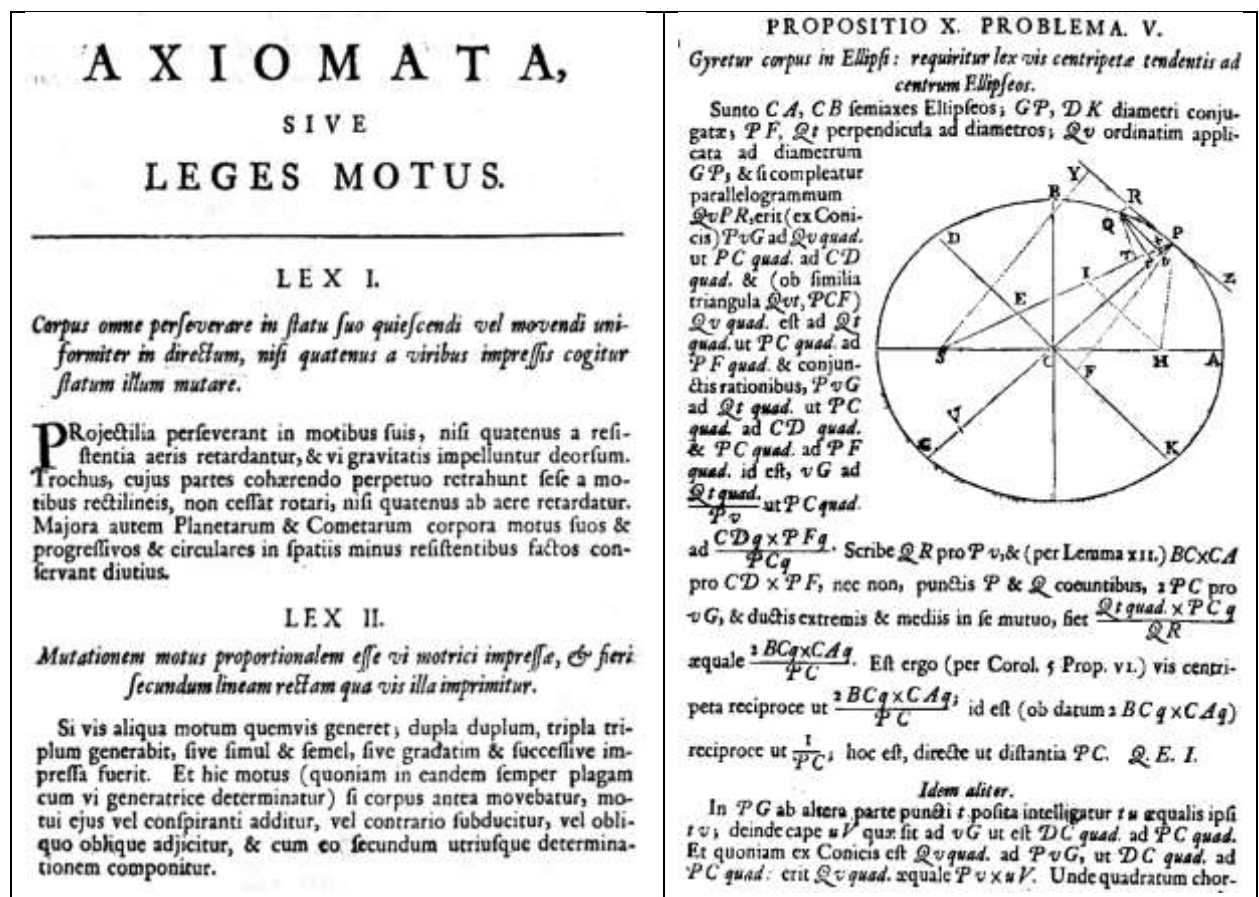 AXIOMATA,
SIVE
LEGES MOTUS.
LEX I.
Corpus omne perſeverare in ſtatu ſuo quieſcendi vel movendi uni-
formiter in directum, niſi quatenus a viribus impreſſis cogitur
ſtatum illum mutare.
PRojectilia perſeverant in motibus ſuis, niſi quatenus a reſi-
ſtentia aeris retardantur, & vi gravitatis impelluntur deorſum.
Trochus, cujus partes cohærendo perpetuo retrahunt ſeſe a mo-
tibus rectilineis, non ceſſat rotari, niſi quatenus ab aere retardatur.
Majora autem Planetarum & Cometarum corpora motus ſuos &
progreſſivos & circulares in ſpatiis minus reſiſtentibus factos con-
ſervant diutius.
LEX II.
Mutationem motus proportionalem eſſe vi motrici impreſſæ, & fieri
ſecundum lineam rectam qua vis illa imprimitur.
Si vis aliqua motum quemvis generet; dupla duplum, tripla tri-
plum generabit, ſive ſimul & ſemel, ſive gradatim & ſucceſſive im-
preſſa fuerit. Et hic motus (quoniam in eandem ſemper plagam
cum vi generatrice determinatur) ſi corpus antea movebatur, mo-
tui ejus vel conſpiranti additur, vel contrario ſubducitur, vel obli-
quo oblique adjicitur, & cum eo ſecundum utriuſque determina-
tionem componitur.
PROPOSITIO X. PROBLEMA. V.
Gyretur corpus in Ellipſi: requiritur lex vis centripetæ tendentis ad
centrum Ellipſeos.
Sunto CA, CB ſemiaxes Ellipſeos; GP, DK diametri conju-
gatæ; PF, Qt perpendicula ad diametros; Qv ordinatim appli-
cata ad diametrum
GP; & ſi compleatur
parallelogrammum
QvPR, erit (ex Coni-
cis) PvG ad Qv quad.
ut PC quad. ad CD
quad. & (ob ſimilia
triangula Qvt, PCF)
Qv quad. eſt ad Qt
quad. ut PC quad. ad
PF quad. & conjun-
ctis rationibus, PvG
ad Qt quad. ut PC
quad. ad CD quad.
& PC quad. ad PF
quad. id eſt, vG ad
Qt quad. / Pv ut PC quad.
Y
B
R
Q
P
D
T
x
t
v
I
Z
E
S
C
F
H
A
G
K
ad CDq × PFq / PCq. Scribe QR pro Pv, & (per Lemma XII.) BC×CA
pro CD × PF, nec non, punctis P & Q coeuntibus, 2PC pro
vG, & ductis extremis & mediis in ſe mutuo, fiet Qt quad. × PCq / QR
æquale 2BCq×CAq / PC. Eſt ergo (per Corol. 5 Prop. VI.) vis centri-
peta reciproce ut 2BCq×CAq / PC; id eſt (ob datum 2BCq×CAq)
reciproce ut 1 / PC; hoc eſt, directe ut diſtantia PC. Q. E. I.
Idem aliter.
In PG ab altera parte puncti t poſita intelligatur tu æqualis ipſi
tv; deinde cape uV quæ ſit ad vG ut eſt DC quad. ad PC quad.
Et quoniam ex Conicis eſt Qv quad. ad PvG, ut DC quad. ad
PC quad: erit Qv quad. æquale Pv×uV. Unde quadratum chor-